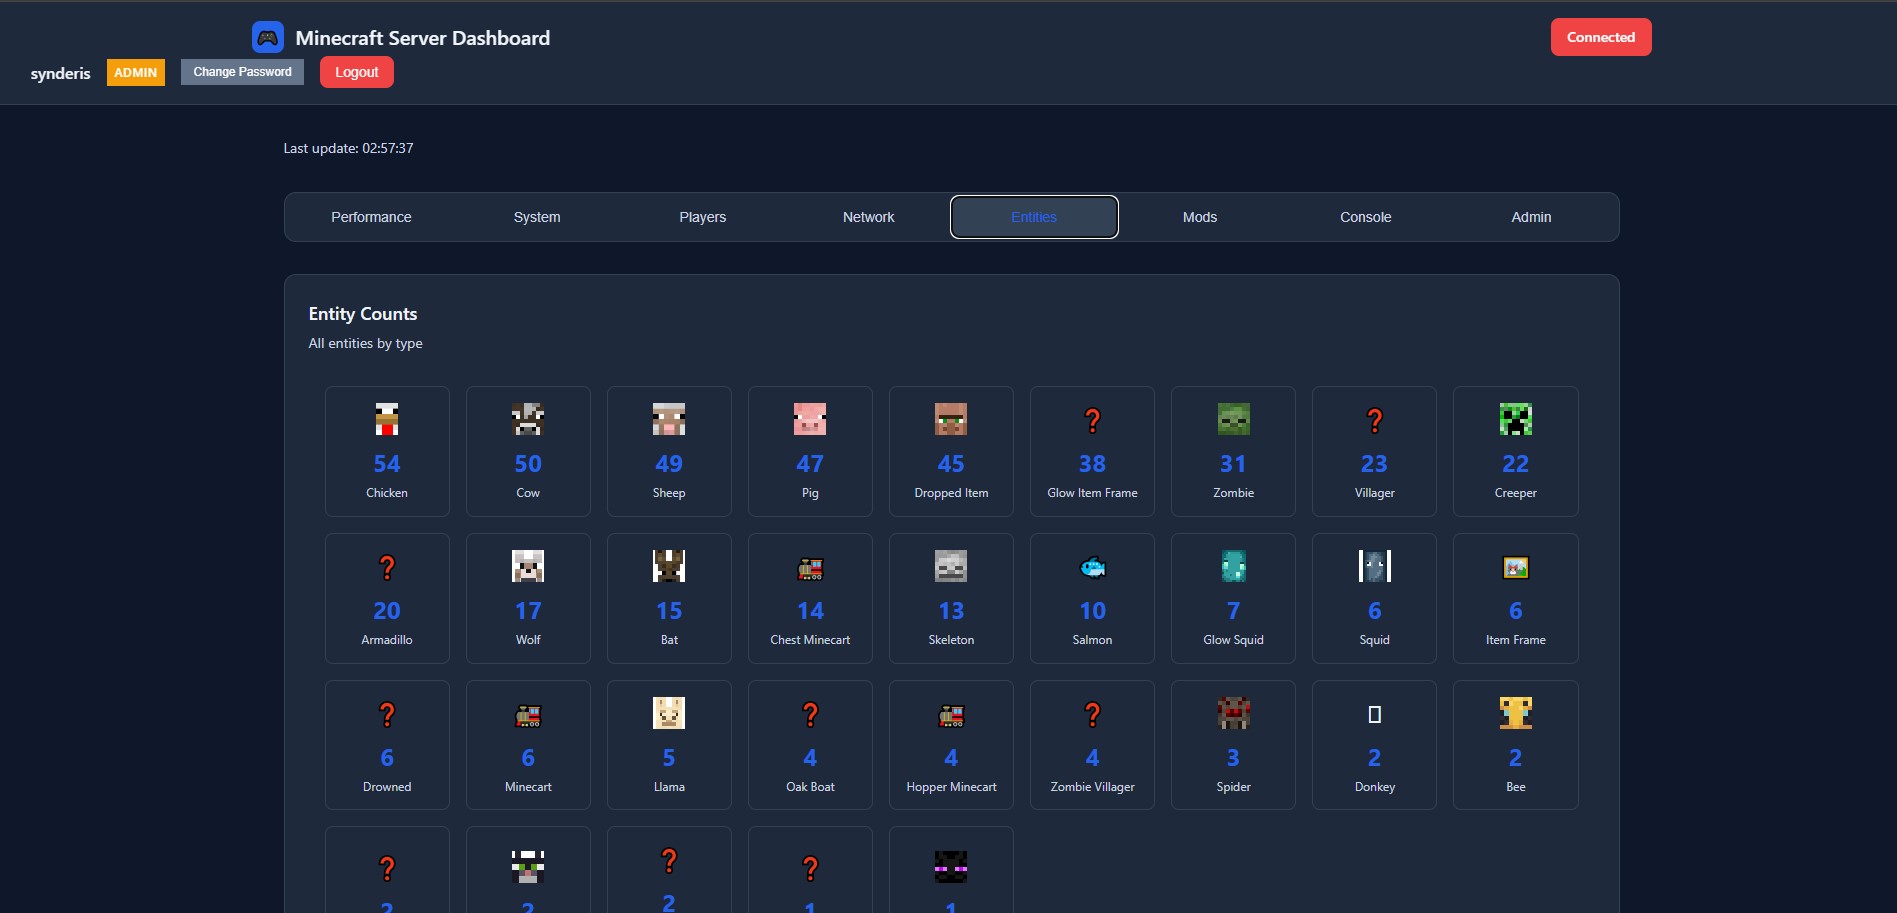 Minecraft Server Dashboard
Connected
synderis
ADMIN
Change Password
Logout
Last update: 02:57:37
Performance
System
Players
Network
Entities
Mods
Console
Admin
Entity Counts
All entities by type
54
Chicken
50
Cow
49
Sheep
47
Pig
45
Dropped Item
❓
38
Glow Item Frame
31
Zombie
❓
23
Villager
22
Creeper
❓
20
Armadillo
17
Wolf
15
Bat
14
Chest Minecart
13
Skeleton
10
Salmon
7
Glow Squid
6
Squid
6
Item Frame
❓
6
Drowned
6
Minecart
5
Llama
❓
4
Oak Boat
4
Hopper Minecart
❓
4
Zombie Villager
3
Spider
2
Donkey
2
Bee
❓
2
2
❓
2
❓
1
1